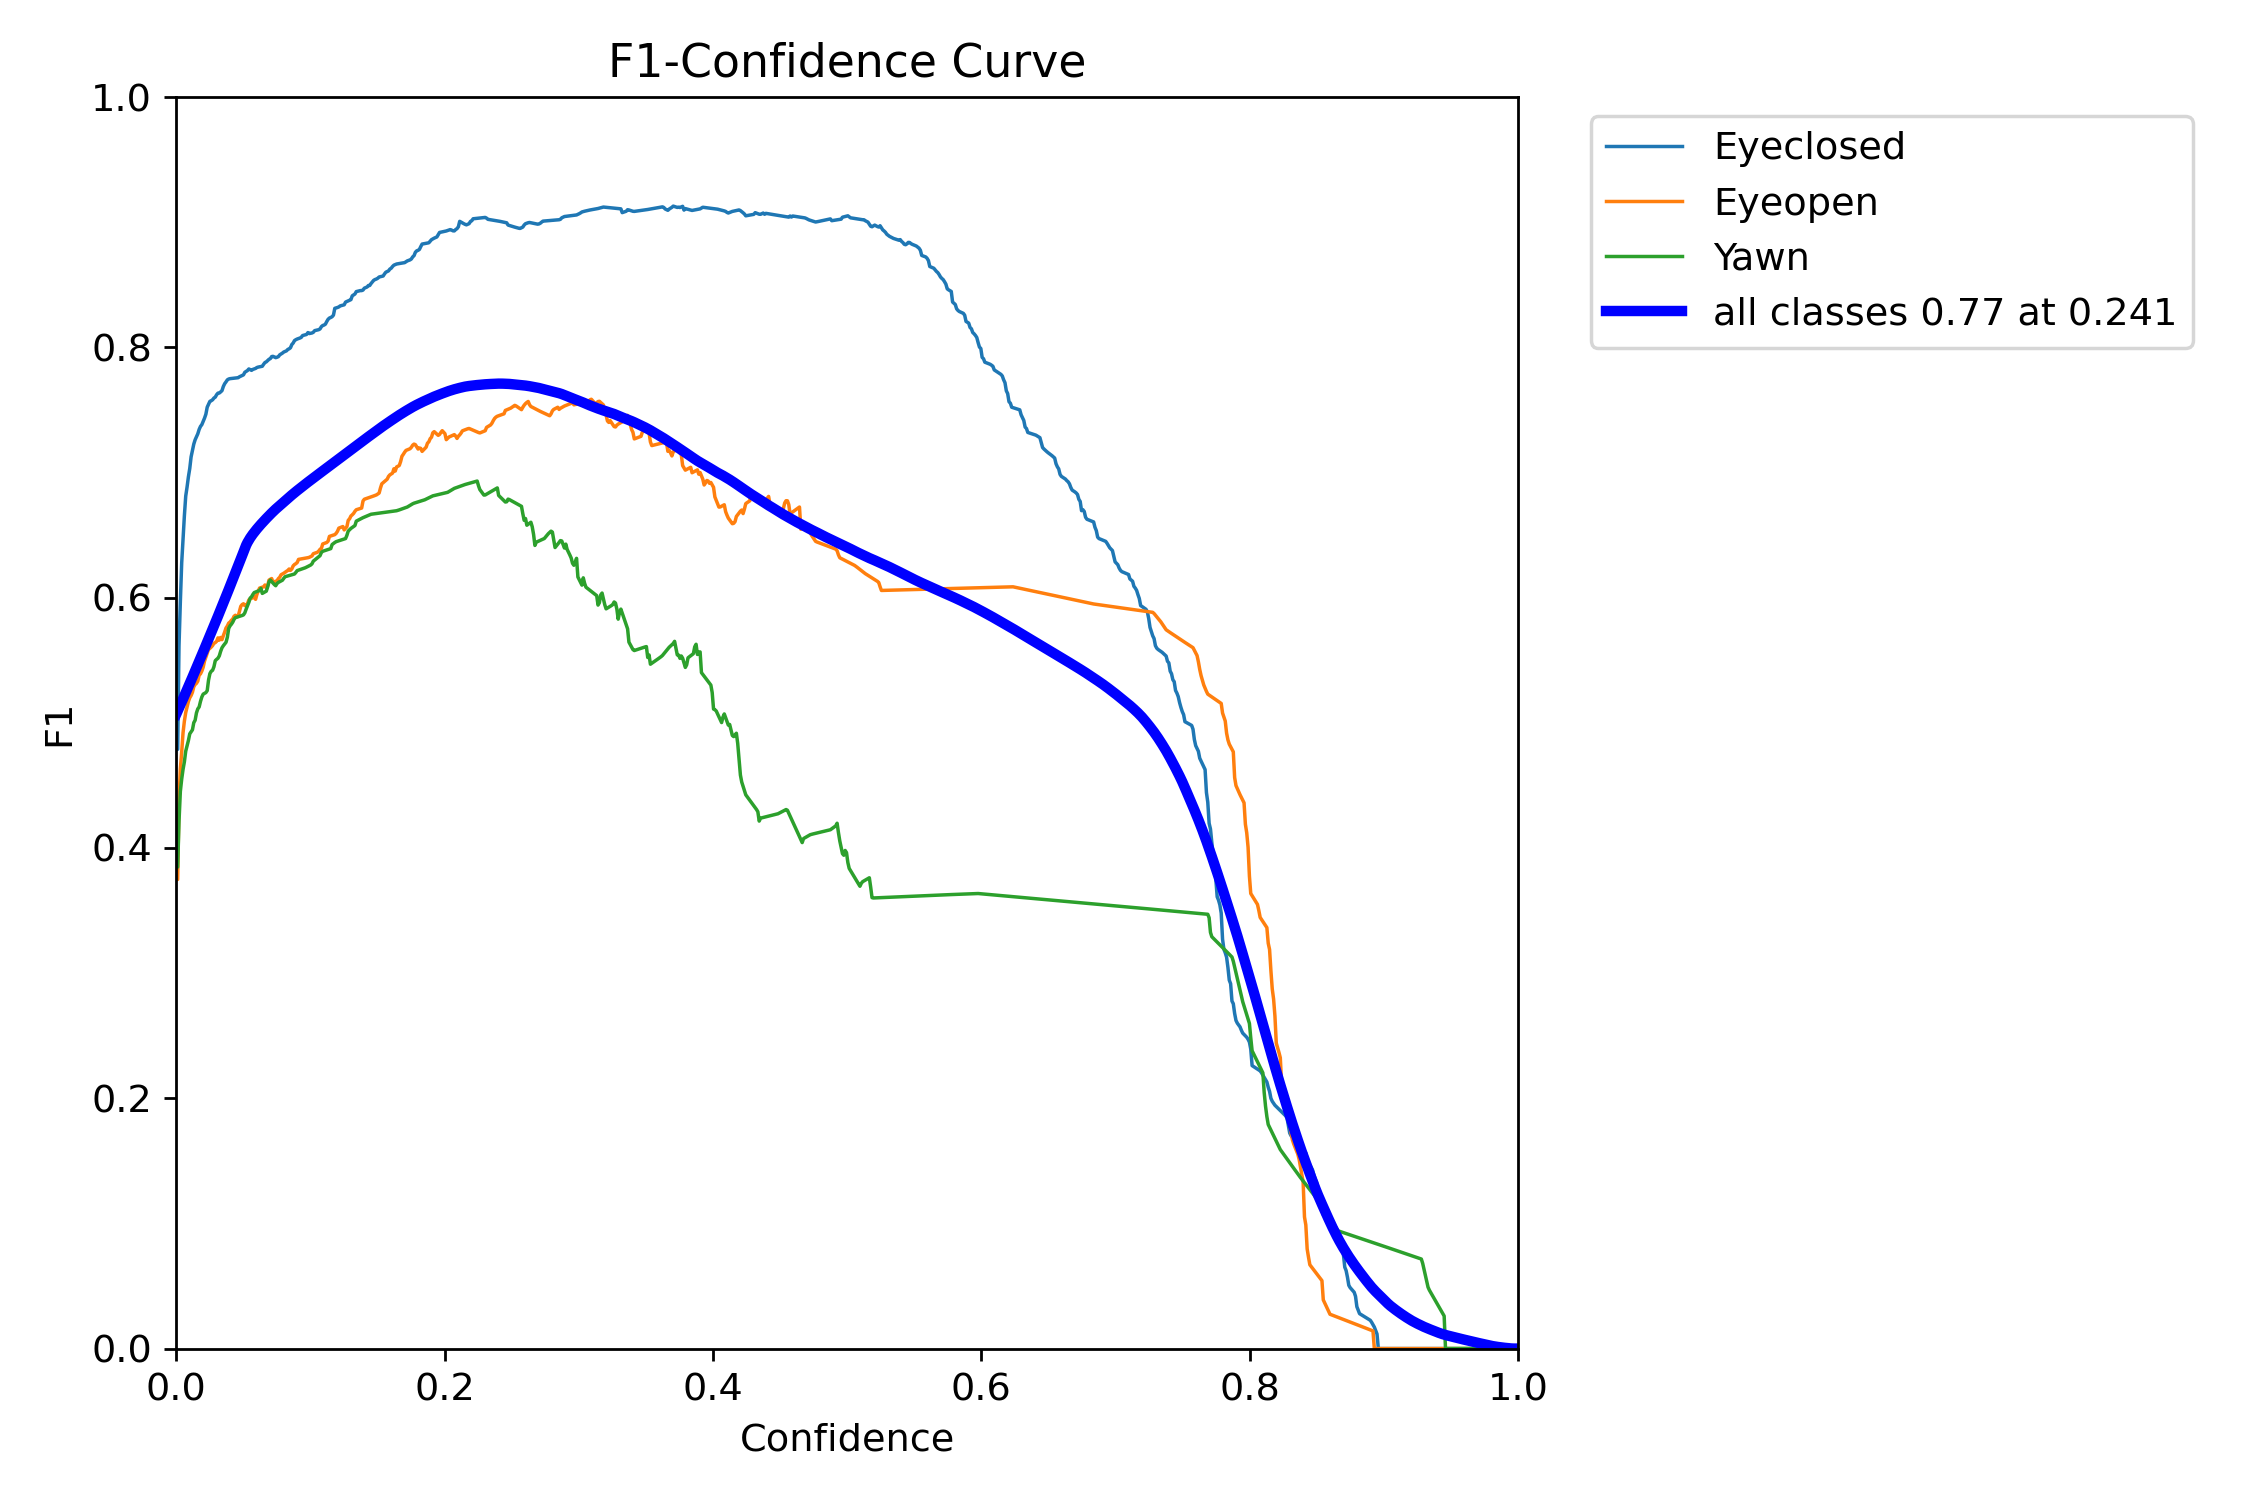 F1-Confidence Curve
1.0
0.8
0.6
0.4
0.2
0.0
F1
0.0 0.2 0.4 0.6 0.8 1.0
Confidence
Eyeclosed
Eyeopen
Yawn
all classes 0.77 at 0.241